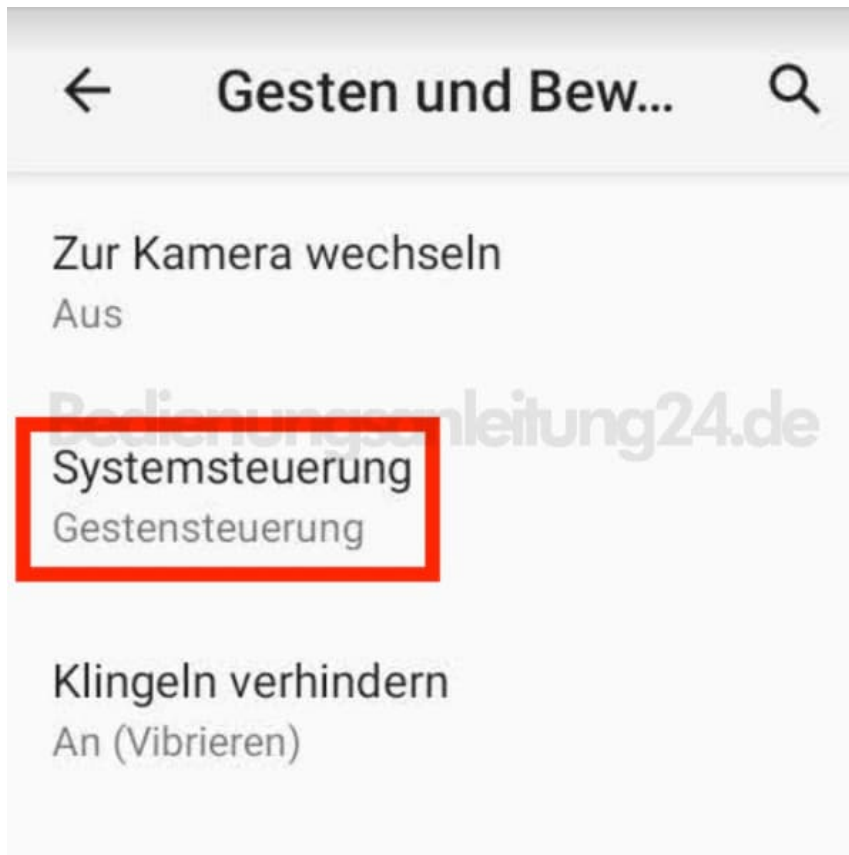 Gesten und Bew...
Zur Kamera wechseln
Aus
Bedienungsanleitung24.de
Systemsteuerung
Gestensteuerung
Klingeln verhindern
An (Vibrieren)